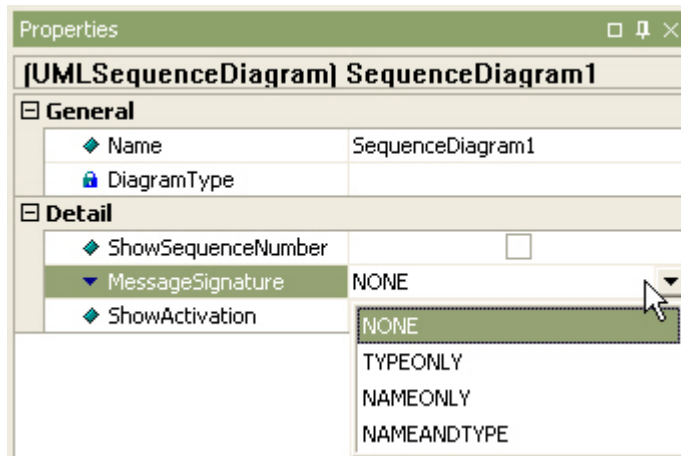 Properties
(UMLSequenceDiagram) SequenceDiagram1
General
Name SequenceDiagram1
DiagramType
Detail
ShowSequenceNumber
MessageSignature NONE
ShowActivation
NONE
TYPEONLY
NAMEONLY
NAMEANDTYPE